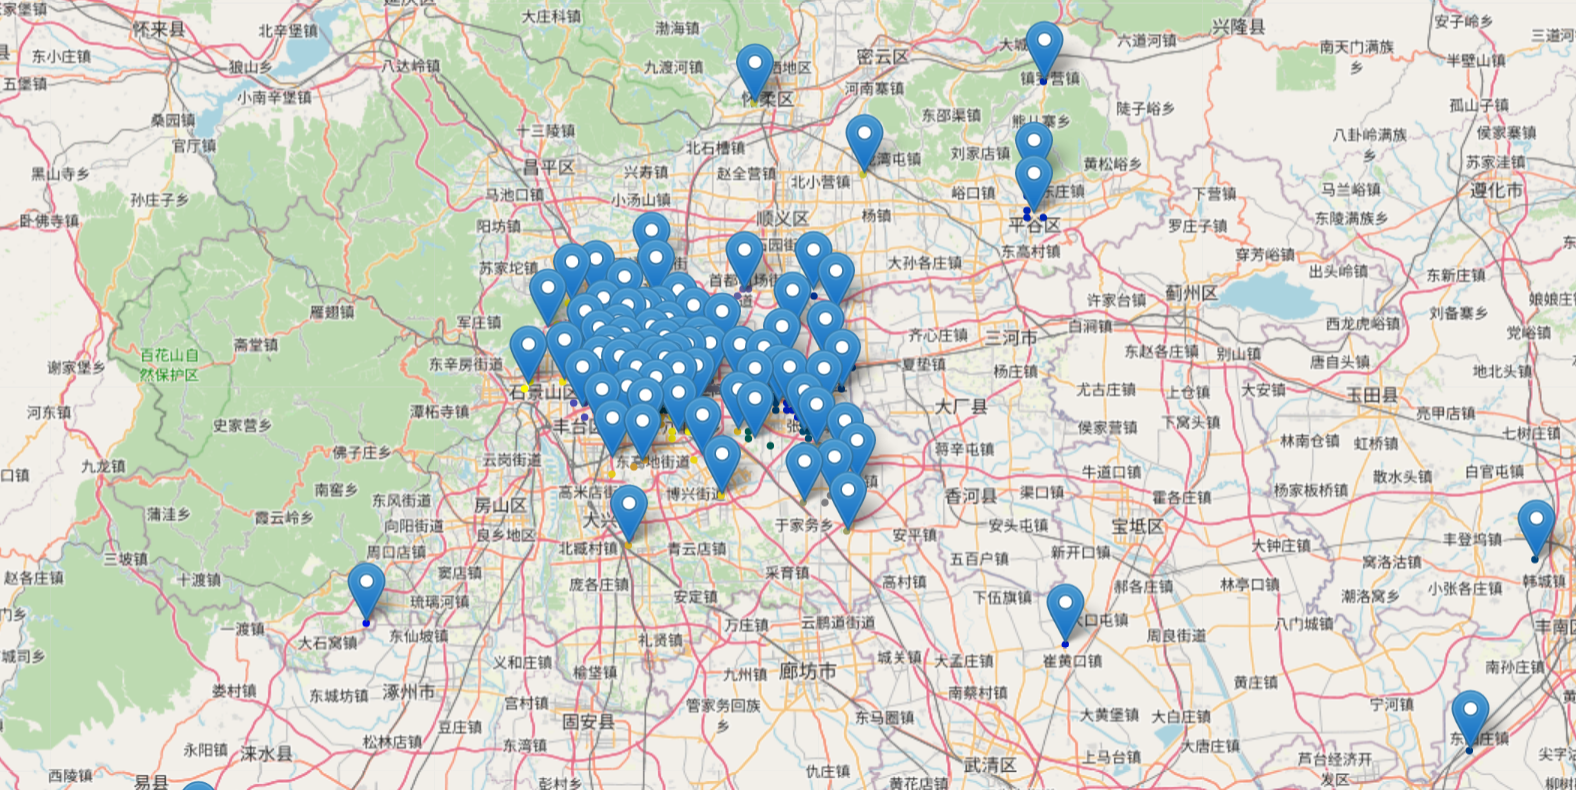 怀来县
北辛堡镇
大庄科镇
渤海镇
兴隆县
安子岭乡
东小庄镇
狼山乡
八达岭镇
九渡河镇
密云区
六道河镇
南天门满族
乡
半壁山镇
五堡镇
小南辛堡镇
河南寨镇
孤山子镇
桑园镇
官厅镇
十三陵镇
东邵渠镇
陡子峪乡
八卦岭满族
乡
侯家寨镇
北石槽镇
刘家店镇
黄松峪乡
苏家洼镇
黑山寺乡
昌平区
兴寿镇
赵全营镇
北小营镇
峪口镇
下营镇
马兰峪镇
遵化市
孙庄子乡
马池口镇
小汤山镇
卧佛寺镇
阳坊镇
顺义区
杨镇
平谷区
罗庄子镇
东陵满族乡
东高村镇
穿芳峪镇
苏家坨镇
大孙各庄镇
出头岭镇
东新庄镇
雁翅镇
军庄镇
许家台镇
蓟州区
西龙虎峪镇
刘备寨乡
党峪镇
斋堂镇
齐心庄镇
三河市
白涧镇
谢家堡乡
百花山自
然保护区
东辛房街道
夏垫镇
杨庄镇
东赵各庄镇
别山镇
唐自头镇
地北头镇
石景山区
尤古庄镇
上仓镇
大安镇
玉田县
河东镇
史家营乡
潭柘寺镇
大厂县
侯家营镇
下窝头镇
亮甲店镇
七树庄镇
九龙镇
佛子庄乡
云岗街道
蒋辛屯镇
林南仓镇
虹桥镇
南窖乡
东风街道
高米店街
博兴街道
牛道口镇
散水头镇
白官屯镇
蒲洼乡
霞云岭乡
向阳街道
房山区
香河县
渠口镇
霍各庄镇
杨家板桥镇
三坡镇
良乡地区
于家务乡
安平镇
安头屯镇
宝坻区
大钟庄镇
丰登坞镇
赵各庄镇
十渡镇
周口店镇
北臧村镇
青云店镇
五百户镇
新开口镇
窝洛沽镇
窦店镇
庞各庄镇
采育镇
高村镇
下伍旗镇
郝各庄镇
林亭口镇
小张各庄镇
韩城镇
琉璃河镇
安定镇
潮洛窝乡
一渡镇
大石窝镇
东仙坡镇
礼贤镇
万庄镇
云鹏道街道
周良街道
八门城镇
丰南区
义和庄镇
榆垡镇
九州镇
廊坊市
城关镇
大孟庄镇
崔黄口镇
南孙庄镇
娄村镇
东城坊镇
涿州市
宫村镇
固安县
管家务回族
乡
东马圈镇
南蔡村镇
大黄堡镇
大白庄镇
黄庄镇
宁河镇
豆庄镇
永阳镇
涞水县
松林店镇
东湾镇
大唐庄镇
上马台镇
武清区
仇庄镇
黄花店镇
芦台经济开
发区
西陵镇
易县
彭村乡